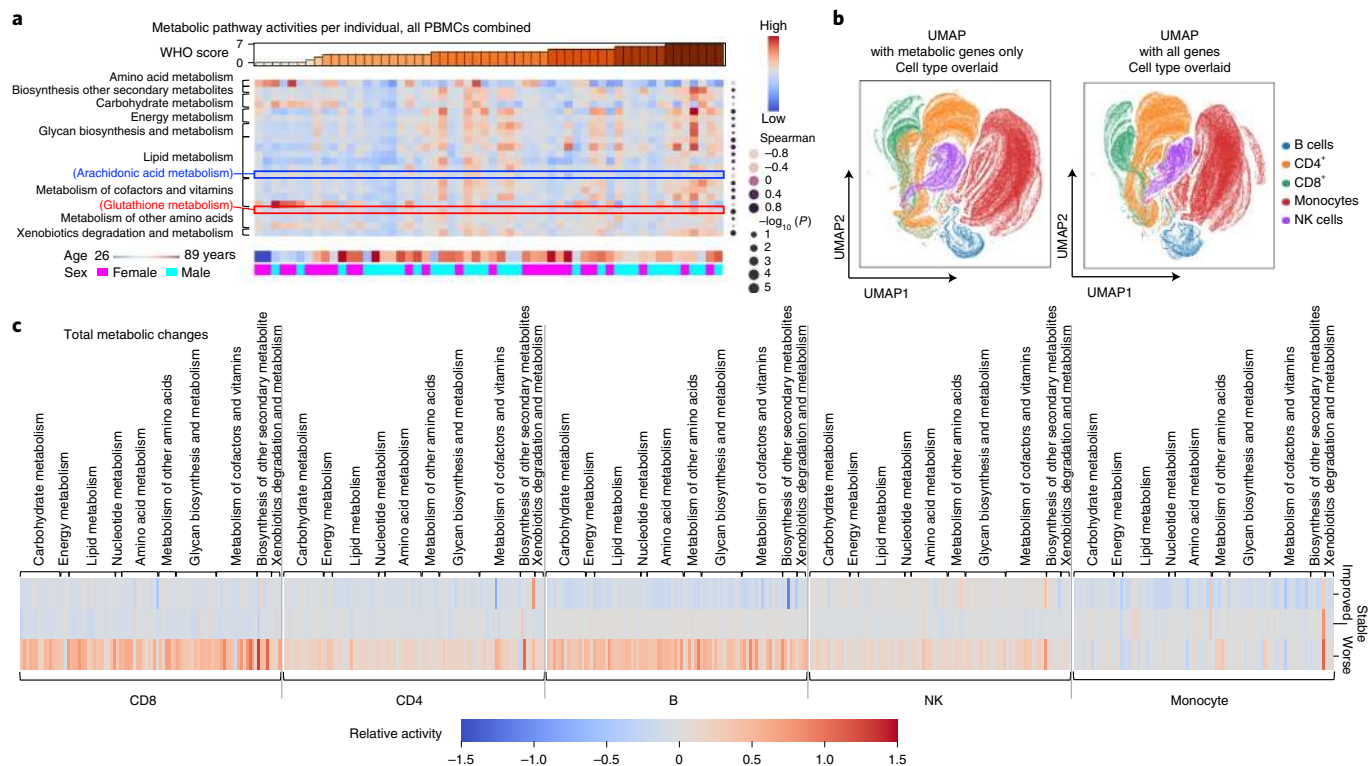 a
Metabolic pathway activities per individual, all PBMCs combined
WHO score
7
0
High
Low
Amino acid metabolism
Biosynthesis other secondary metabolites
Carbohydrate metabolism
Energy metabolism
Glycan biosynthesis and metabolism
Lipid metabolism
(Arachidonic acid metabolism)
Metabolism of cofactors and vitamins
(Glutathione metabolism)
Metabolism of other amino acids
Xenobiotics degradation and metabolism
Age 26 89 years
Sex Female Male
Spearman
−0.8
−0.4
0
0.4
0.8
−log10 (P)
1
2
3
4
5
b
UMAP
with metabolic genes only
Cell type overlaid
UMAP2
UMAP1
UMAP
with all genes
Cell type overlaid
UMAP2
UMAP1
B cells
CD4+
CD8+
Monocytes
NK cells
c
Total metabolic changes
Carbohydrate metabolism
Energy metabolism
Lipid metabolism
Nucleotide metabolism
Amino acid metabolism
Metabolism of other amino acids
Glycan biosynthesis and metabolism
Metabolism of cofactors and vitamins
Biosynthesis of other secondary metabolite
Xenobiotics degradation and metabolism
Carbohydrate metabolism
Energy metabolism
Lipid metabolism
Nucleotide metabolism
Amino acid metabolism
Metabolism of other amino acids
Glycan biosynthesis and metabolism
Metabolism of cofactors and vitamins
Biosynthesis of other secondary metabolites
Xenobiotics degradation and metabolism
Carbohydrate metabolism
Energy metabolism
Lipid metabolism
Nucleotide metabolism
Amino acid metabolism
Metabolism of other amino acids
Glycan biosynthesis and metabolism
Metabolism of cofactors and vitamins
Biosynthesis of other secondary metabolites
Xenobiotics degradation and metabolism
Carbohydrate metabolism
Energy metabolism
Lipid metabolism
Nucleotide metabolism
Amino acid metabolism
Metabolism of other amino acids
Glycan biosynthesis and metabolism
Metabolism of cofactors and vitamins
Biosynthesis of other secondary metabolites
Xenobiotics degradation and metabolism
Carbohydrate metabolism
Energy metabolism
Lipid metabolism
Nucleotide metabolism
Amino acids metabolism
Metabolism of other amino acids
Glycan biosynthesis and metabolism
Metabolism of cofactors and vitamins
Biosynthesis of other secondary metabolites
Xenobiotics degradation and metabolism
Improved
Stable
Worse
CD8
CD4
B
NK
Monocyte
Relative activity
−1.5
−1.0
−0.5
0
0.5
1.0
1.5